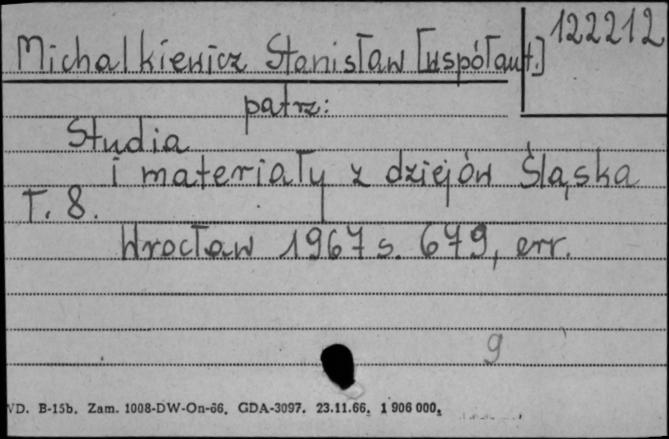 122212
Michalkiewicz Stanisław [współaut.]
patrz:
Studia
i materiały z dziejów Śląska
T. 8.
Wrocław 1967 s. 679, err.
9
VD. B-15b. Zam. 1008-DW-On-66. GDA-3097. 23.11.66. 1 906 000.